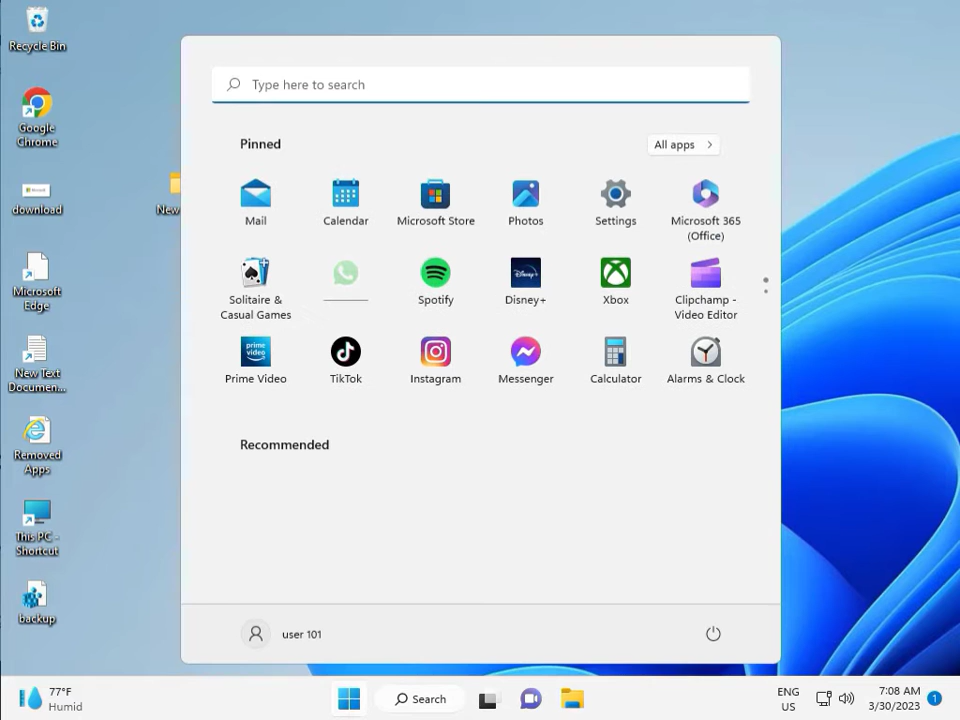 Recycle Bin
Google
Chrome
download
New
Microsoft
Edge
New Text
Documen...
Removed
Apps
This PC -
Shortcut
backup
Type here to search
Pinned
All apps
Mail
Calendar
Microsoft Store
Photos
Settings
Microsoft 365
(Office)
Solitaire &
Casual Games
Spotify
Disney+
Disney+
Xbox
Clipchamp -
Video Editor
prime
video
Prime Video
TikTok
Instagram
Messenger
Calculator
Alarms & Clock
Recommended
user 101
77°F
Humid
Search
ENG
US
7:08 AM
3/30/2023
1